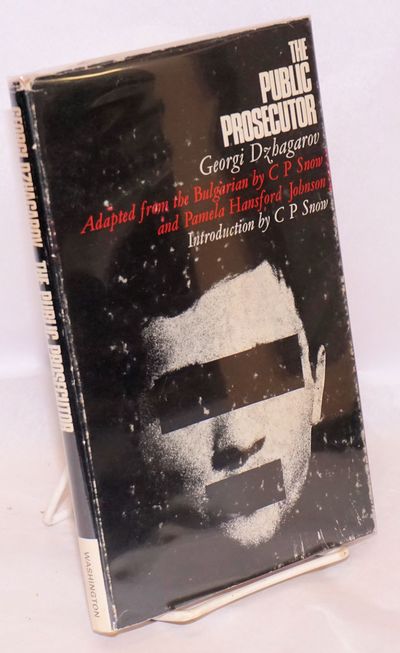 THE
PUBLIC
PROSECUTOR
Georgi Dzhagarov
Adapted from the Bulgarian by C P Snow
and Pamela Hansford Johnson
Introduction by C P Snow
GEORGI DZHAGAROV THE PUBLIC PROSECUTOR
WASHINGTON